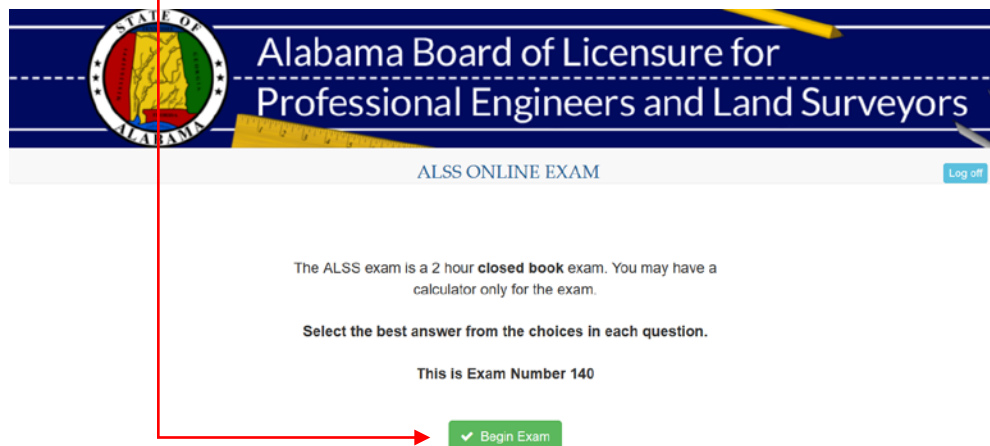 STATE OF
ALABAMA
Alabama Board of Licensure for
Professional Engineers and Land Surveyors
ALSS ONLINE EXAM
Log off
The ALSS exam is a 2 hour closed book exam. You may have a
calculator only for the exam.
Select the best answer from the choices in each question.
This is Exam Number 140
Begin Exam